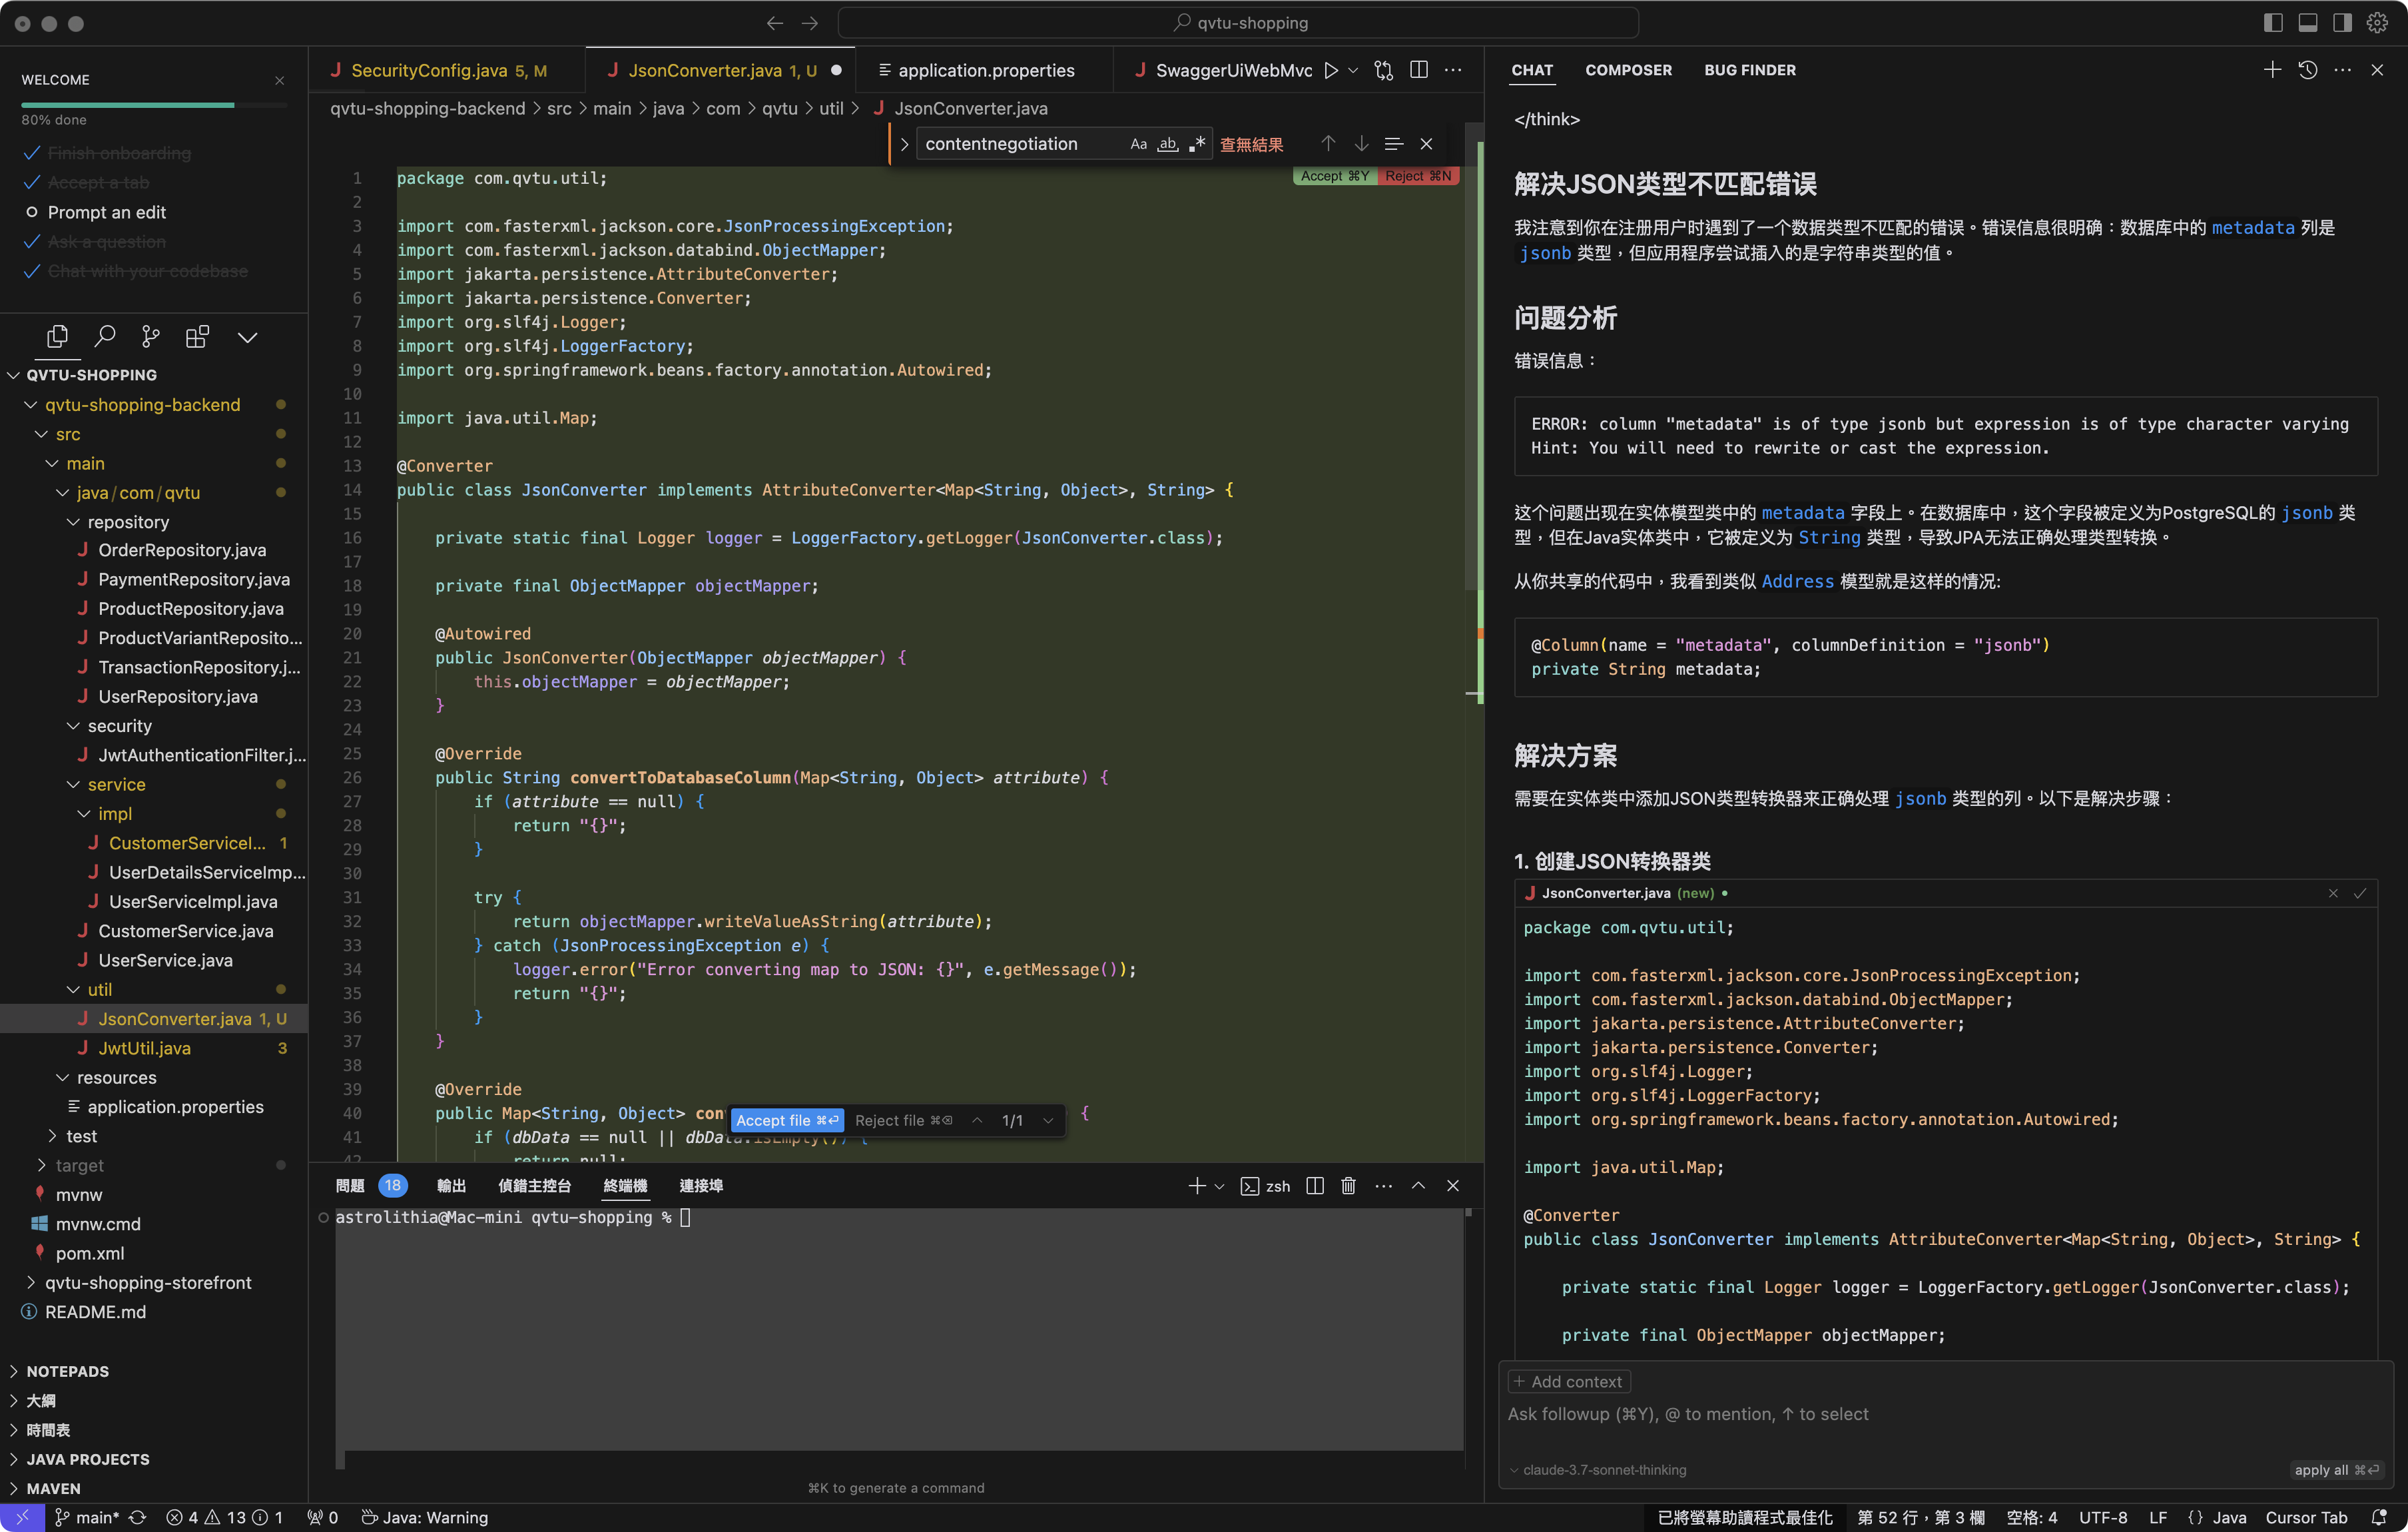 qvtu-shopping
WELCOME
80% done
Finish onboarding
Accept a tab
Prompt an edit
Ask a question
Chat with your codebase
QVTU-SHOPPING
qvtu-shopping-backend
src
main
java/com/qvtu
repository
OrderRepository.java
PaymentRepository.java
ProductRepository.java
ProductVariantReposito...
TransactionRepository.j...
UserRepository.java
security
JwtAuthenticationFilter.j...
service
impl
CustomerServiceI... 1
UserDetailsServiceImp...
UserServiceImpl.java
CustomerService.java
UserService.java
util
JsonConverter.java 1, U
JwtUtil.java 3
resources
application.properties
test
target
mvnw
mvnw.cmd
pom.xml
qvtu-shopping-storefront
README.md
NOTEPADS
大綱
時間表
JAVA PROJECTS
MAVEN
SecurityConfig.java 5, M
JsonConverter.java 1, U
application.properties
SwaggerUiWebMvc
qvtu-shopping-backend > src > main > java > com > qvtu > util > JsonConverter.java
contentnegotiation Aa ab .* 查無結果
Accept ⌘Y Reject ⌘N
1 package com.qvtu.util;
2
3 import com.fasterxml.jackson.core.JsonProcessingException;
4 import com.fasterxml.jackson.databind.ObjectMapper;
5 import jakarta.persistence.AttributeConverter;
6 import jakarta.persistence.Converter;
7 import org.slf4j.Logger;
8 import org.slf4j.LoggerFactory;
9 import org.springframework.beans.factory.annotation.Autowired;
10
11 import java.util.Map;
12
13 @Converter
14 public class JsonConverter implements AttributeConverter<Map<String, Object>, String> {
15
16 private static final Logger logger = LoggerFactory.getLogger(JsonConverter.class);
17
18 private final ObjectMapper objectMapper;
19
20 @Autowired
21 public JsonConverter(ObjectMapper objectMapper) {
22 this.objectMapper = objectMapper;
23 }
24
25 @Override
26 public String convertToDatabaseColumn(Map<String, Object> attribute) {
27 if (attribute == null) {
28 return "{}";
29 }
30
31 try {
32 return objectMapper.writeValueAsString(attribute);
33 } catch (JsonProcessingException e) {
34 logger.error("Error converting map to JSON: {}", e.getMessage());
35 return "{}";
36 }
37 }
38
39 @Override
40 public Map<String, Object> con {
41 if (dbData == null || dbData.isEmpty()) {
42 return null;
Accept file ⌘⏎ Reject file ⌘⌫ 1/1
問題 18 輸出 偵錯主控台 終端機 連接埠
zsh
astrolithia@Mac-mini qvtu-shopping %
⌘K to generate a command
CHAT COMPOSER BUG FINDER
</think>
解决JSON类型不匹配错误
我注意到你在注册用户时遇到了一个数据类型不匹配的错误。错误信息很明确：数据库中的 metadata 列是
jsonb 类型，但应用程序尝试插入的是字符串类型的值。
问题分析
错误信息：
ERROR: column "metadata" is of type jsonb but expression is of type character varying
Hint: You will need to rewrite or cast the expression.
这个问题出现在实体模型类中的 metadata 字段上。在数据库中，这个字段被定义为PostgreSQL的 jsonb 类
型，但在Java实体类中，它被定义为 String 类型，导致JPA无法正确处理类型转换。
从你共享的代码中，我看到类似 Address 模型就是这样的情况:
@Column(name = "metadata", columnDefinition = "jsonb")
private String metadata;
解决方案
需要在实体类中添加JSON类型转换器来正确处理 jsonb 类型的列。以下是解决步骤：
1. 创建JSON转换器类
JsonConverter.java (new)
package com.qvtu.util;
import com.fasterxml.jackson.core.JsonProcessingException;
import com.fasterxml.jackson.databind.ObjectMapper;
import jakarta.persistence.AttributeConverter;
import jakarta.persistence.Converter;
import org.slf4j.Logger;
import org.slf4j.LoggerFactory;
import org.springframework.beans.factory.annotation.Autowired;
import java.util.Map;
@Converter
public class JsonConverter implements AttributeConverter<Map<String, Object>, String> {
private static final Logger logger = LoggerFactory.getLogger(JsonConverter.class);
private final ObjectMapper objectMapper;
+ Add context
Ask followup (⌘Y), @ to mention, ↑ to select
claude-3.7-sonnet-thinking
apply all ⌘⏎
main* 4 13 1 0 Java: Warning
已將螢幕助讀程式最佳化 第 52 行，第 3 欄 空格: 4 UTF-8 LF {} Java Cursor Tab